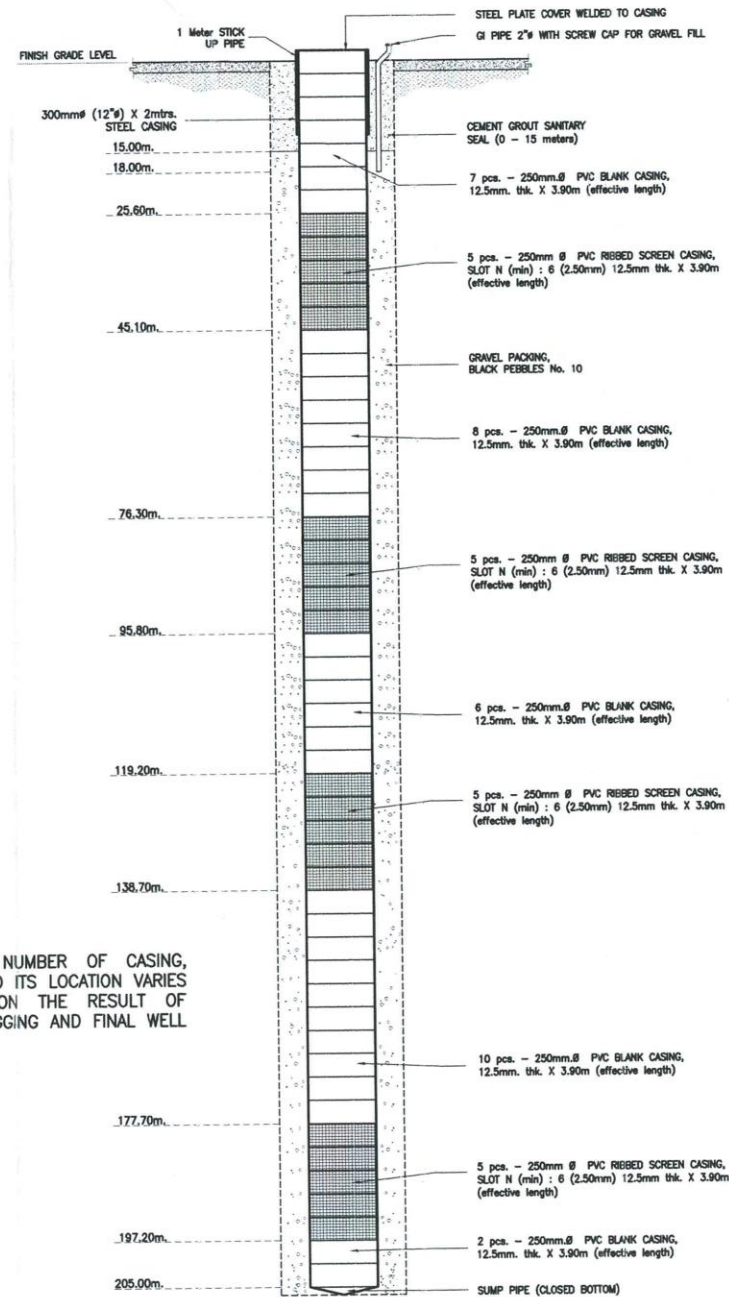 STEEL PLATE COVER WELDED TO CASING
1 Meter STICK
UP PIPE
GI PIPE 2"ø WITH SCREW CAP FOR GRAVEL FILL
FINISH GRADE LEVEL
300mmø (12"ø) X 2mtrs.
STEEL CASING
CEMENT GROUT SANITARY
SEAL (0 - 15 meters)
15.00m.
18.00m.
7 pcs. - 250mm.Ø PVC BLANK CASING,
12.5mm. thk. X 3.90m (effective length)
25.60m.
5 pcs. - 250mm Ø PVC RIBBED SCREEN CASING,
SLOT N (min) : 6 (2.50mm) 12.5mm thk. X 3.90m
(effective length)
45.10m.
GRAVEL PACKING,
BLACK PEBBLES No. 10
8 pcs. - 250mm.Ø PVC BLANK CASING,
12.5mm. thk. X 3.90m (effective length)
76.30m.
5 pcs. - 250mm Ø PVC RIBBED SCREEN CASING,
SLOT N (min) : 6 (2.50mm) 12.5mm thk. X 3.90m
(effective length)
95.80m.
6 pcs. - 250mm.Ø PVC BLANK CASING,
12.5mm. thk. X 3.90m (effective length)
119.20m.
5 pcs. - 250mm Ø PVC RIBBED SCREEN CASING,
SLOT N (min) : 6 (2.50mm) 12.5mm thk. X 3.90m
(effective length)
138.70m.
NUMBER OF CASING,
ITS LOCATION VARIES
ON THE RESULT OF
AND FINAL WELL
10 pcs. - 250mm.Ø PVC BLANK CASING,
12.5mm. thk. X 3.90m (effective length)
177.70m.
5 pcs. - 250mm Ø PVC RIBBED SCREEN CASING,
SLOT N (min) : 6 (2.50mm) 12.5mm thk. X 3.90m
(effective length)
197.20m.
2 pcs. - 250mm.Ø PVC BLANK CASING,
12.5mm. thk. X 3.90m (effective length)
205.00m.
SUMP PIPE (CLOSED BOTTOM)